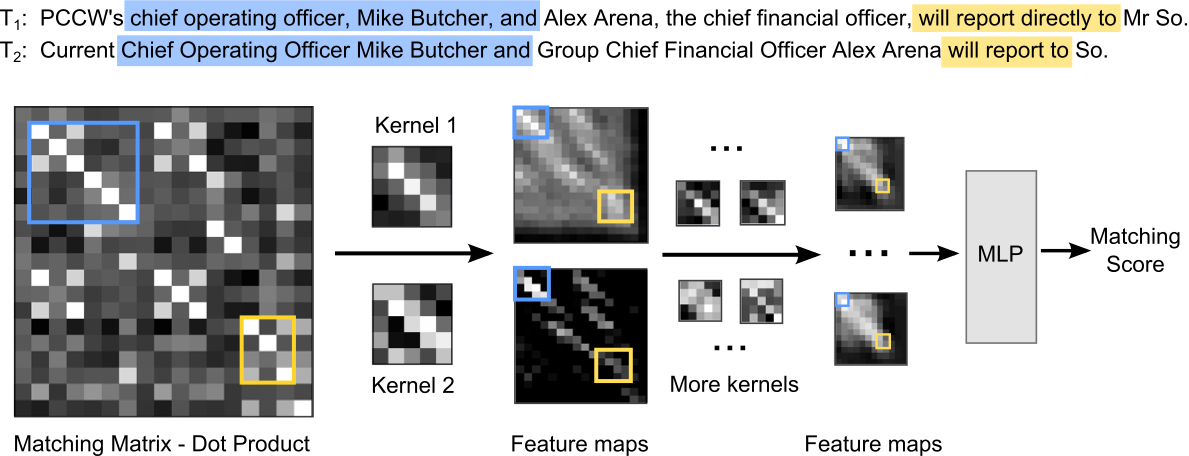 T1: PCCW's chief operating officer, Mike Butcher, and Alex Arena, the chief financial officer, will report directly to Mr So.
T2: Current Chief Operating Officer Mike Butcher and Group Chief Financial Officer Alex Arena will report to So.
Kernel 1
...
MLP
Matching
Score
...
Kernel 2
...
More kernels
Matching Matrix - Dot Product
Feature maps
Feature maps